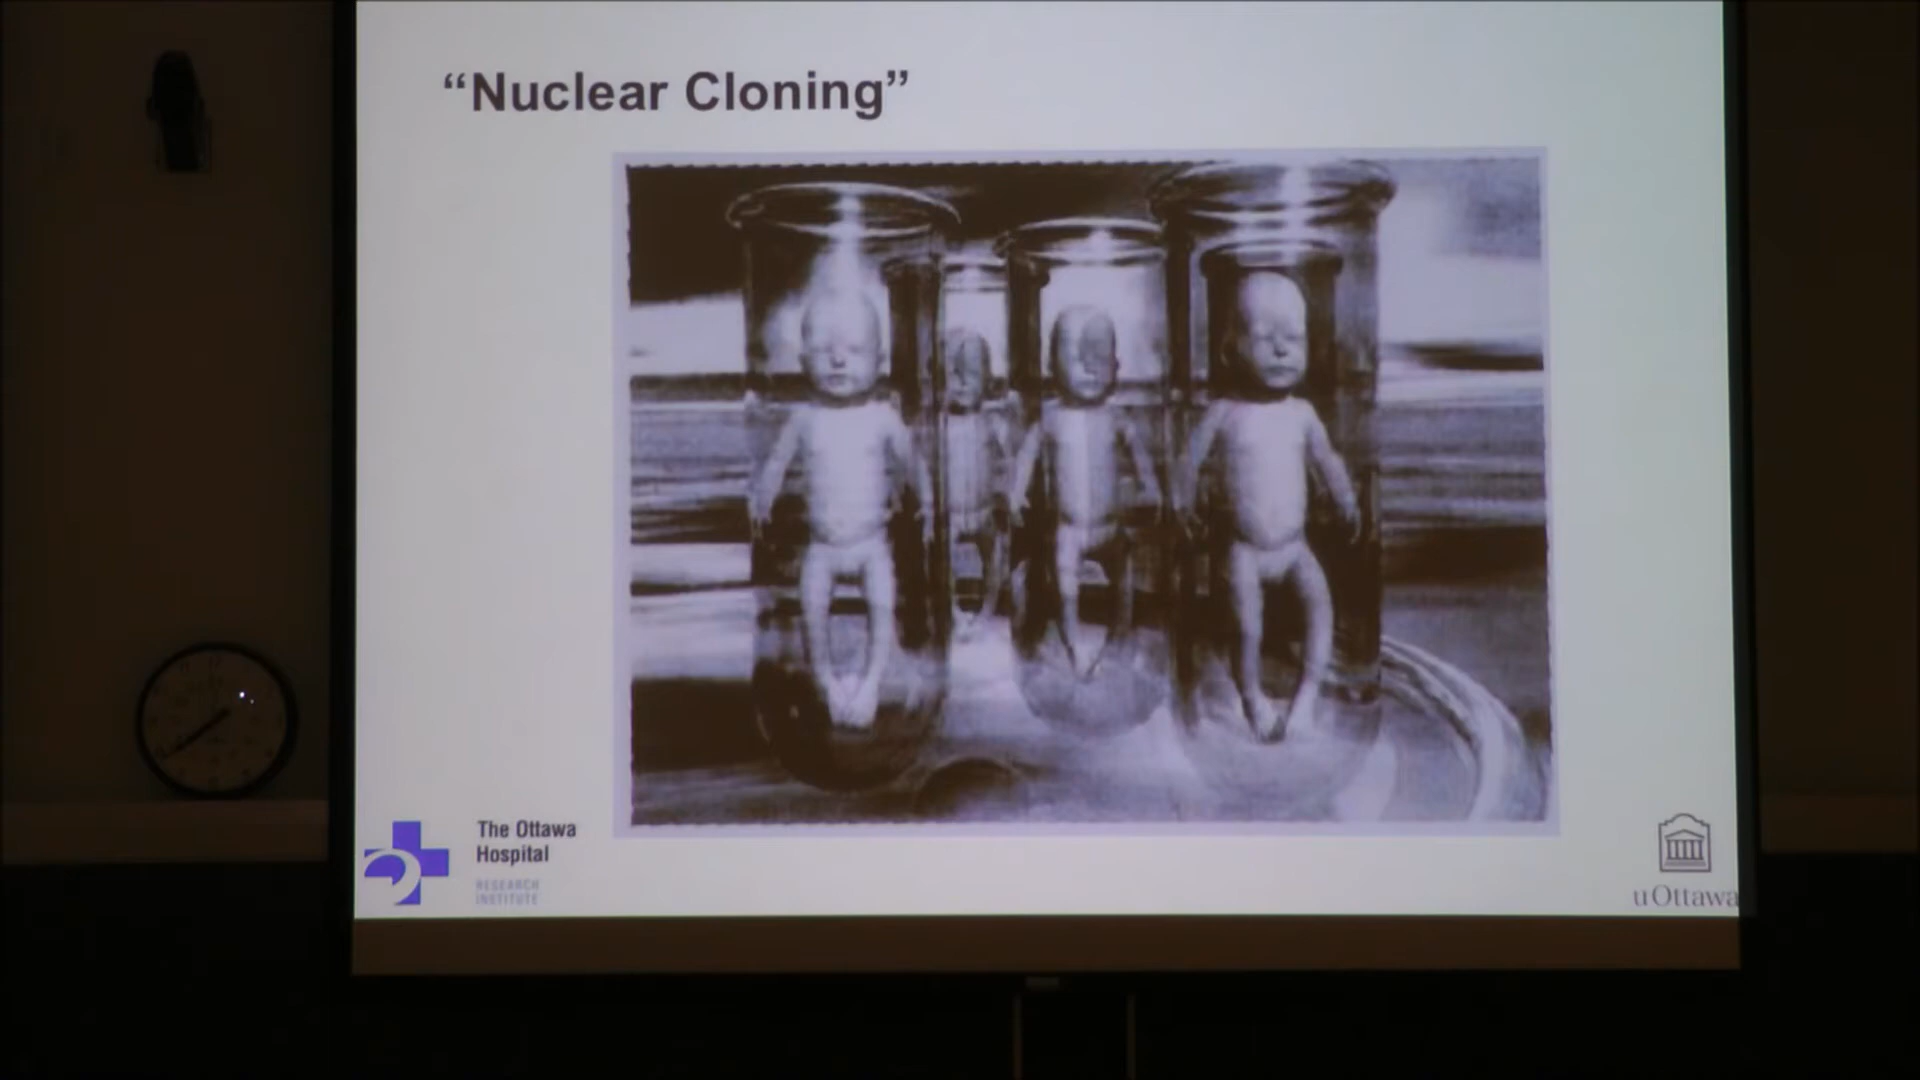 “Nuclear Cloning”
The Ottawa
Hospital
RESEARCH
INSTITUTE
uOttawa